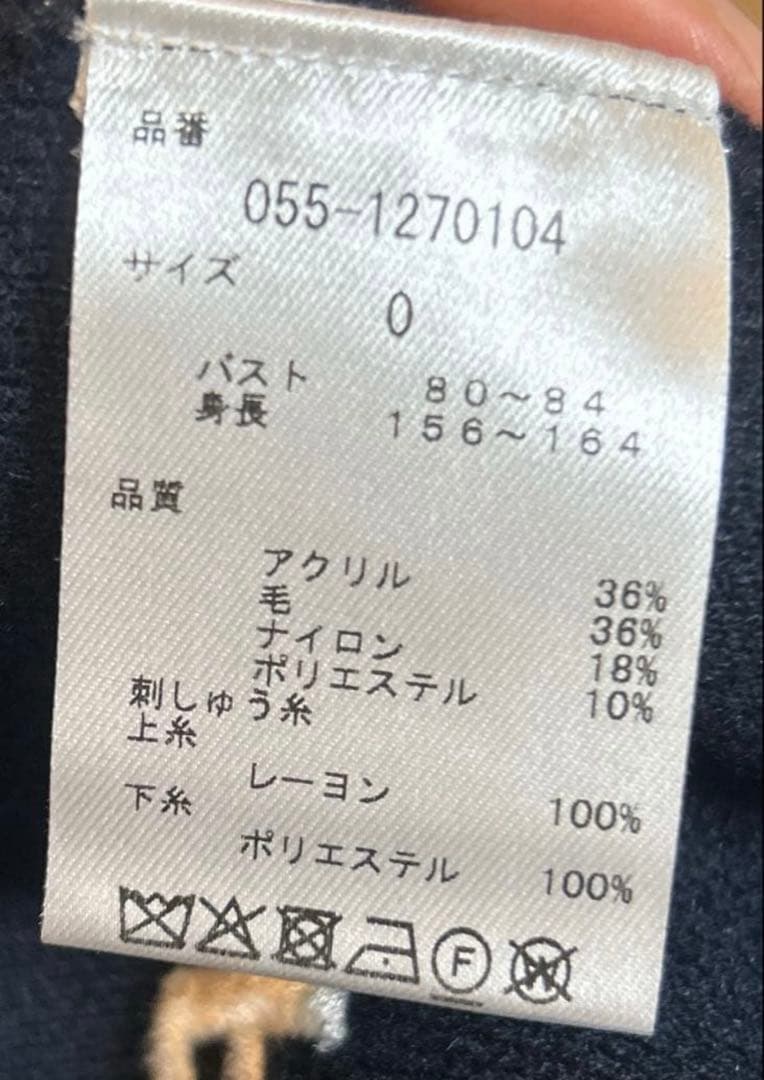 品番
055-1270104
サイズ
0
バスト 80~84
身長 156~164
品質
アクリル 36%
毛 36%
ナイロン 18%
ポリエステル 10%
刺しゅう糸
上糸
レーヨン 100%
下糸
ポリエステル 100%
F W